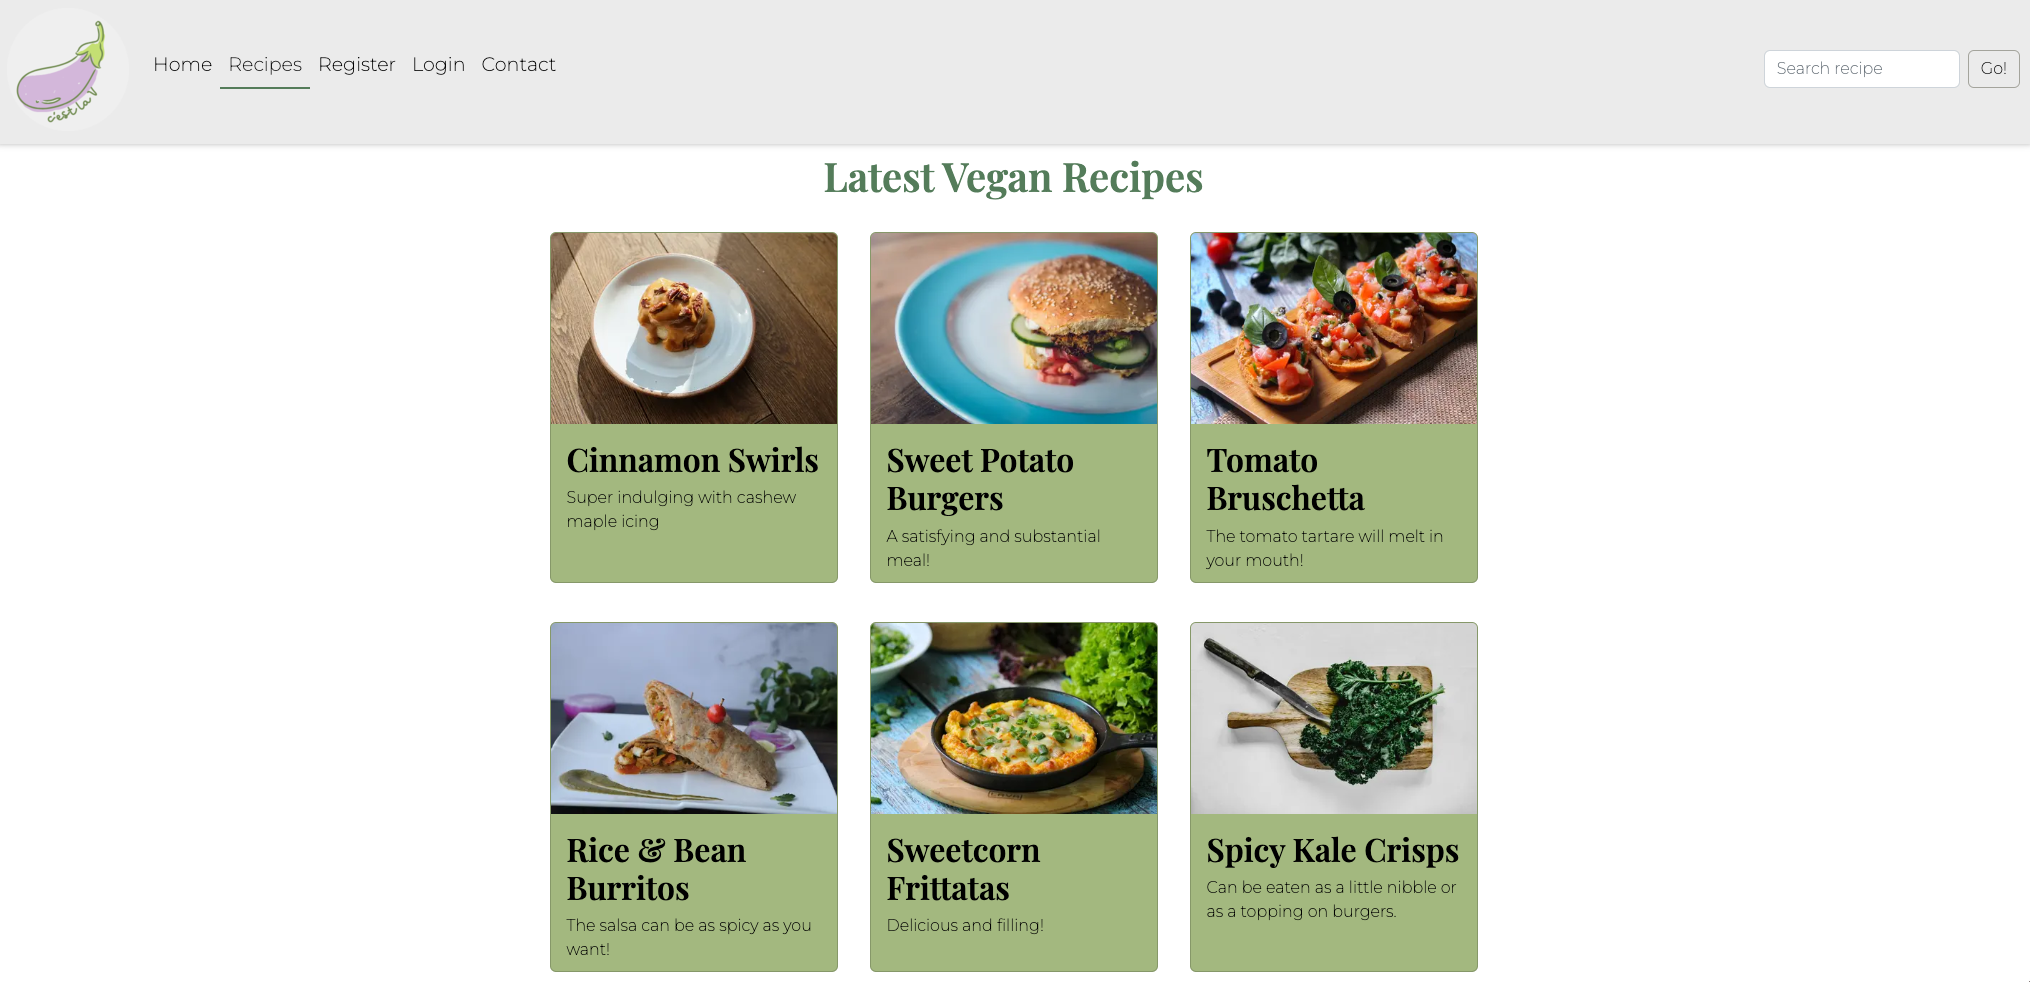 c'est la V
Home Recipes Register Login Contact
Search recipe Go!
Latest Vegan Recipes
Cinnamon Swirls
Super indulging with cashew
maple icing
Sweet Potato
Burgers
A satisfying and substantial
meal!
Tomato
Bruschetta
The tomato tartare will melt in
your mouth!
Rice & Bean
Burritos
The salsa can be as spicy as you
want!
Sweetcorn
Frittatas
Delicious and filling!
Spicy Kale Crisps
Can be eaten as a little nibble or
as a topping on burgers.